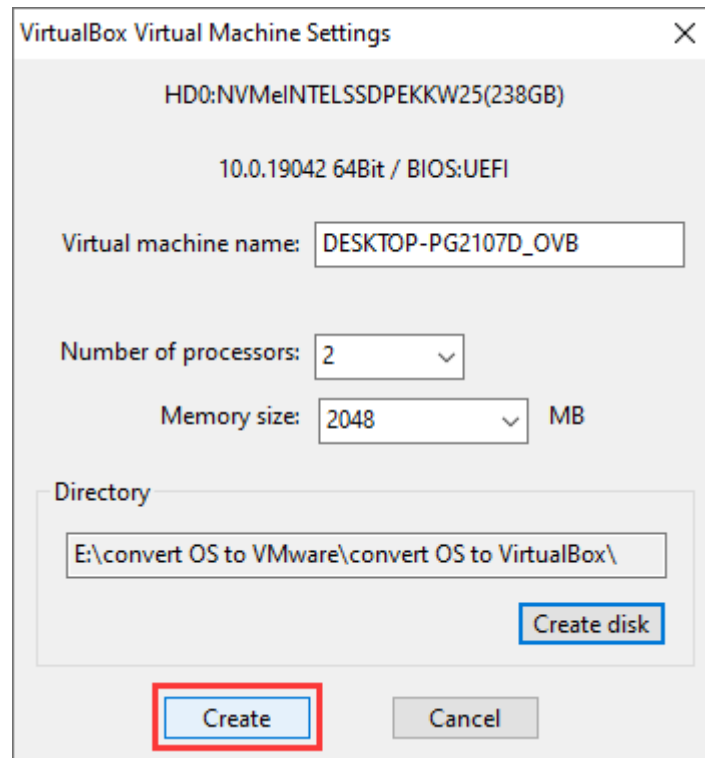 VirtualBox Virtual Machine Settings
HD0:NVMeINTELSSDPEKKW25(238GB)
10.0.19042 64Bit / BIOS:UEFI
Virtual machine name: DESKTOP-PG2107D_OVB
Number of processors: 2
Memory size: 2048 MB
Directory
E:\convert OS to VMware\convert OS to VirtualBox\
Create disk
Create Cancel